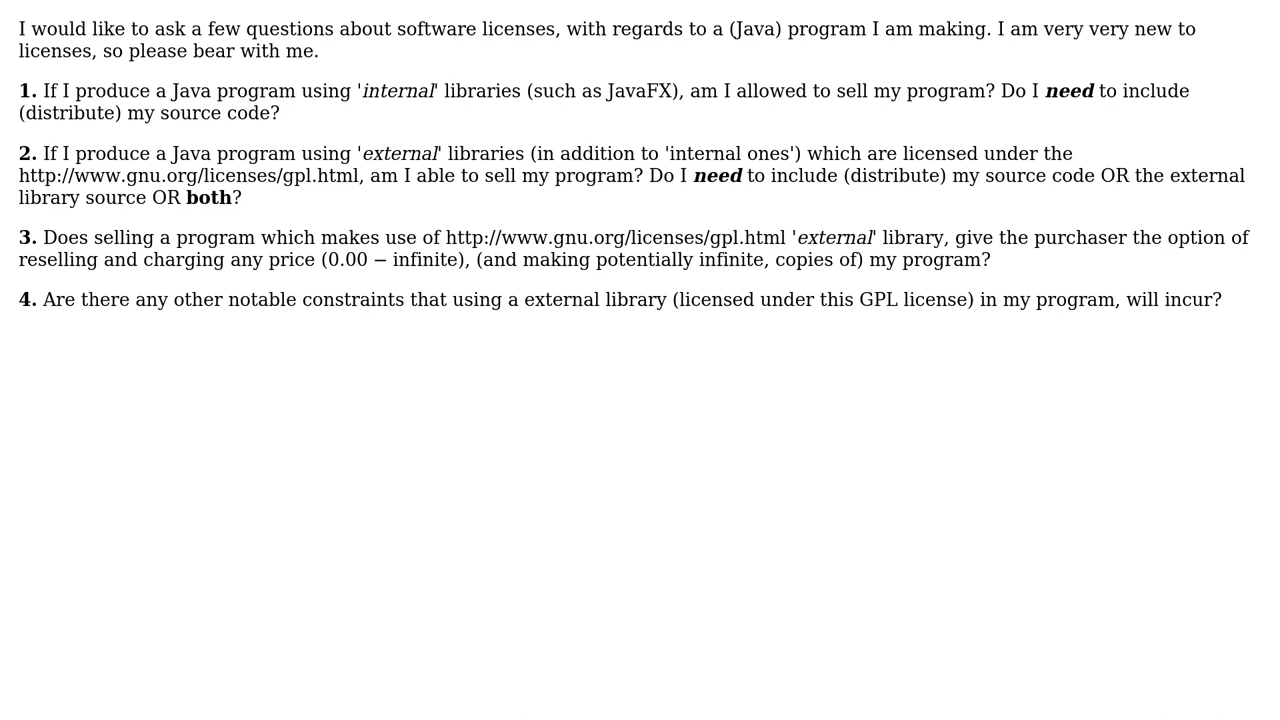 I would like to ask a few questions about software licenses, with regards to a (Java) program I am making. I am very very new to
licenses, so please bear with me.
1. If I produce a Java program using 'internal' libraries (such as JavaFX), am I allowed to sell my program? Do I need to include
(distribute) my source code?
2. If I produce a Java program using 'external' libraries (in addition to 'internal ones') which are licensed under the
http://www.gnu.org/licenses/gpl.html, am I able to sell my program? Do I need to include (distribute) my source code OR the external
library source OR both?
3. Does selling a program which makes use of http://www.gnu.org/licenses/gpl.html 'external' library, give the purchaser the option of
reselling and charging any price (0.00 − infinite), (and making potentially infinite, copies of) my program?
4. Are there any other notable constraints that using a external library (licensed under this GPL license) in my program, will incur?